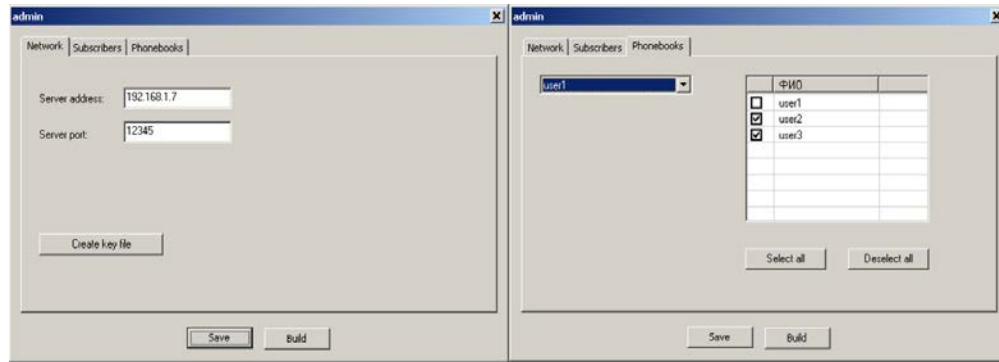 admin
Network Subscribers Phonebooks
Server address: 192.168.1.7
Server port: 12345
Create key file
Save Build
admin
Network Subscribers Phonebooks
user1
ФИО
user1
user2
user3
Select all Deselect all
Save Build